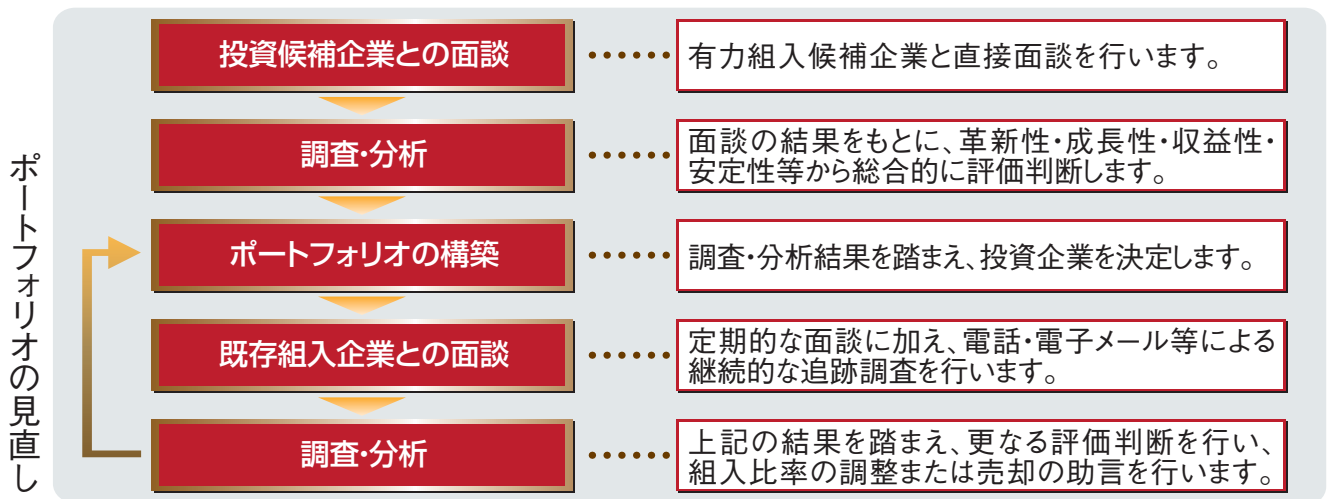 ポートフォリオの見直し
投資候補企業との面談
有力組入候補企業と直接面談を行います。
調査・分析
面談の結果をもとに、革新性・成長性・収益性・
安定性等から総合的に評価判断します。
ポートフォリオの構築
調査・分析結果を踏まえ、投資企業を決定します。
既存組入企業との面談
定期的な面談に加え、電話・電子メール等による
継続的な追跡調査を行います。
調査・分析
上記の結果を踏まえ、更なる評価判断を行い、
組入比率の調整または売却の助言を行います。